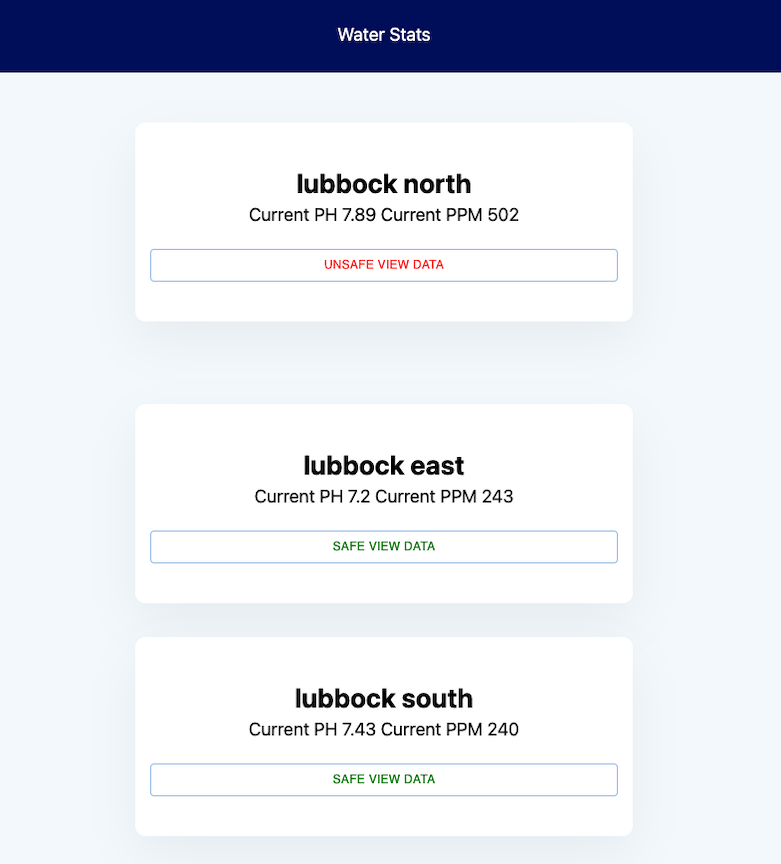 Water Stats
lubbock north
Current PH 7.89 Current PPM 502
UNSAFE VIEW DATA
lubbock east
Current PH 7.2 Current PPM 243
SAFE VIEW DATA
lubbock south
Current PH 7.43 Current PPM 240
SAFE VIEW DATA